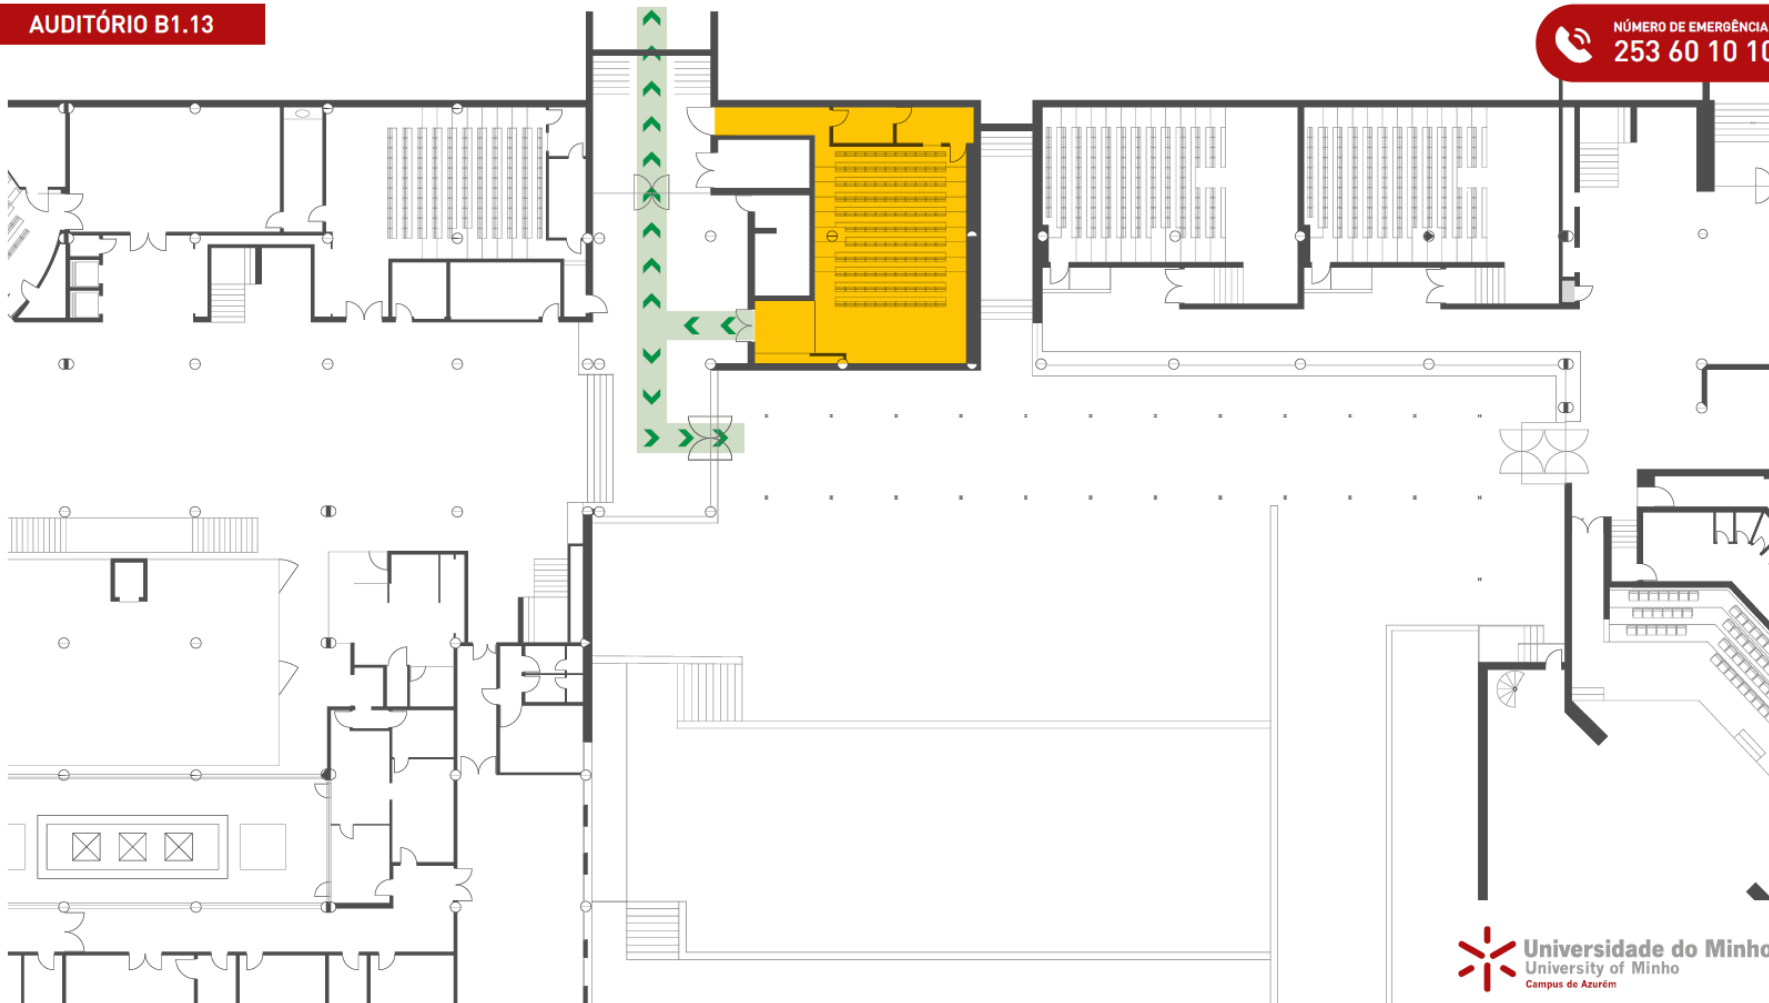 AUDITÓRIO B1.13
NÚMERO DE EMERGÊNCIA
253 60 10 10
Universidade do Minho
University of Minho
Campus de Azurém